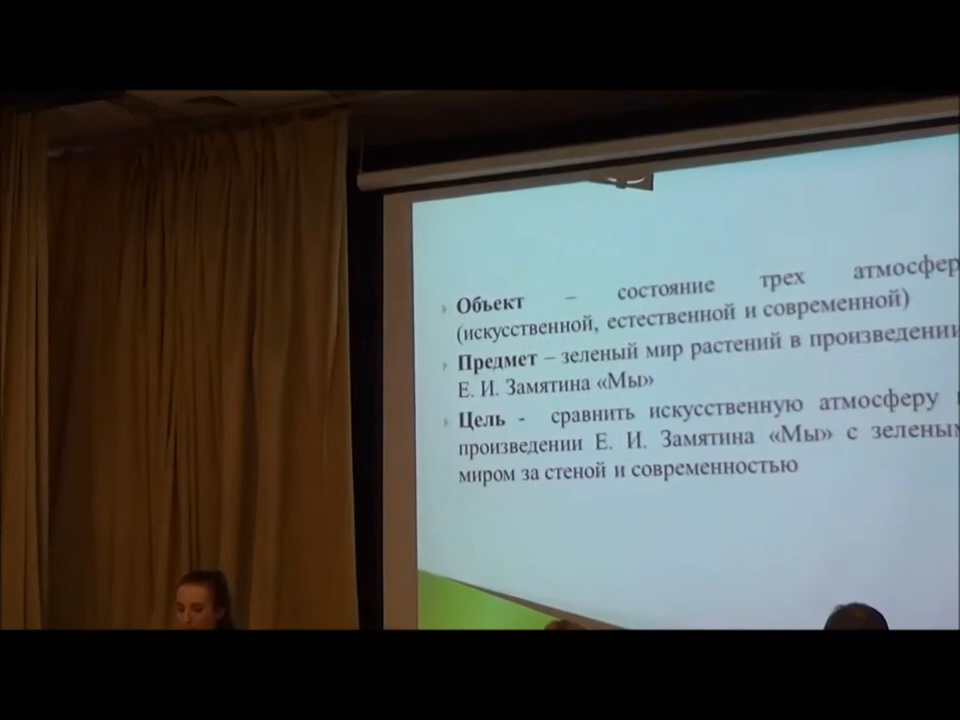 Объект – состояние трех атмосфер
(искусственной, естественной и современной)
Предмет – зеленый мир растений в произведении
Е. И. Замятина «Мы»
Цель - сравнить искусственную атмосферу
произведении Е. И. Замятина «Мы» с зеленым
миром за стеной и современностью